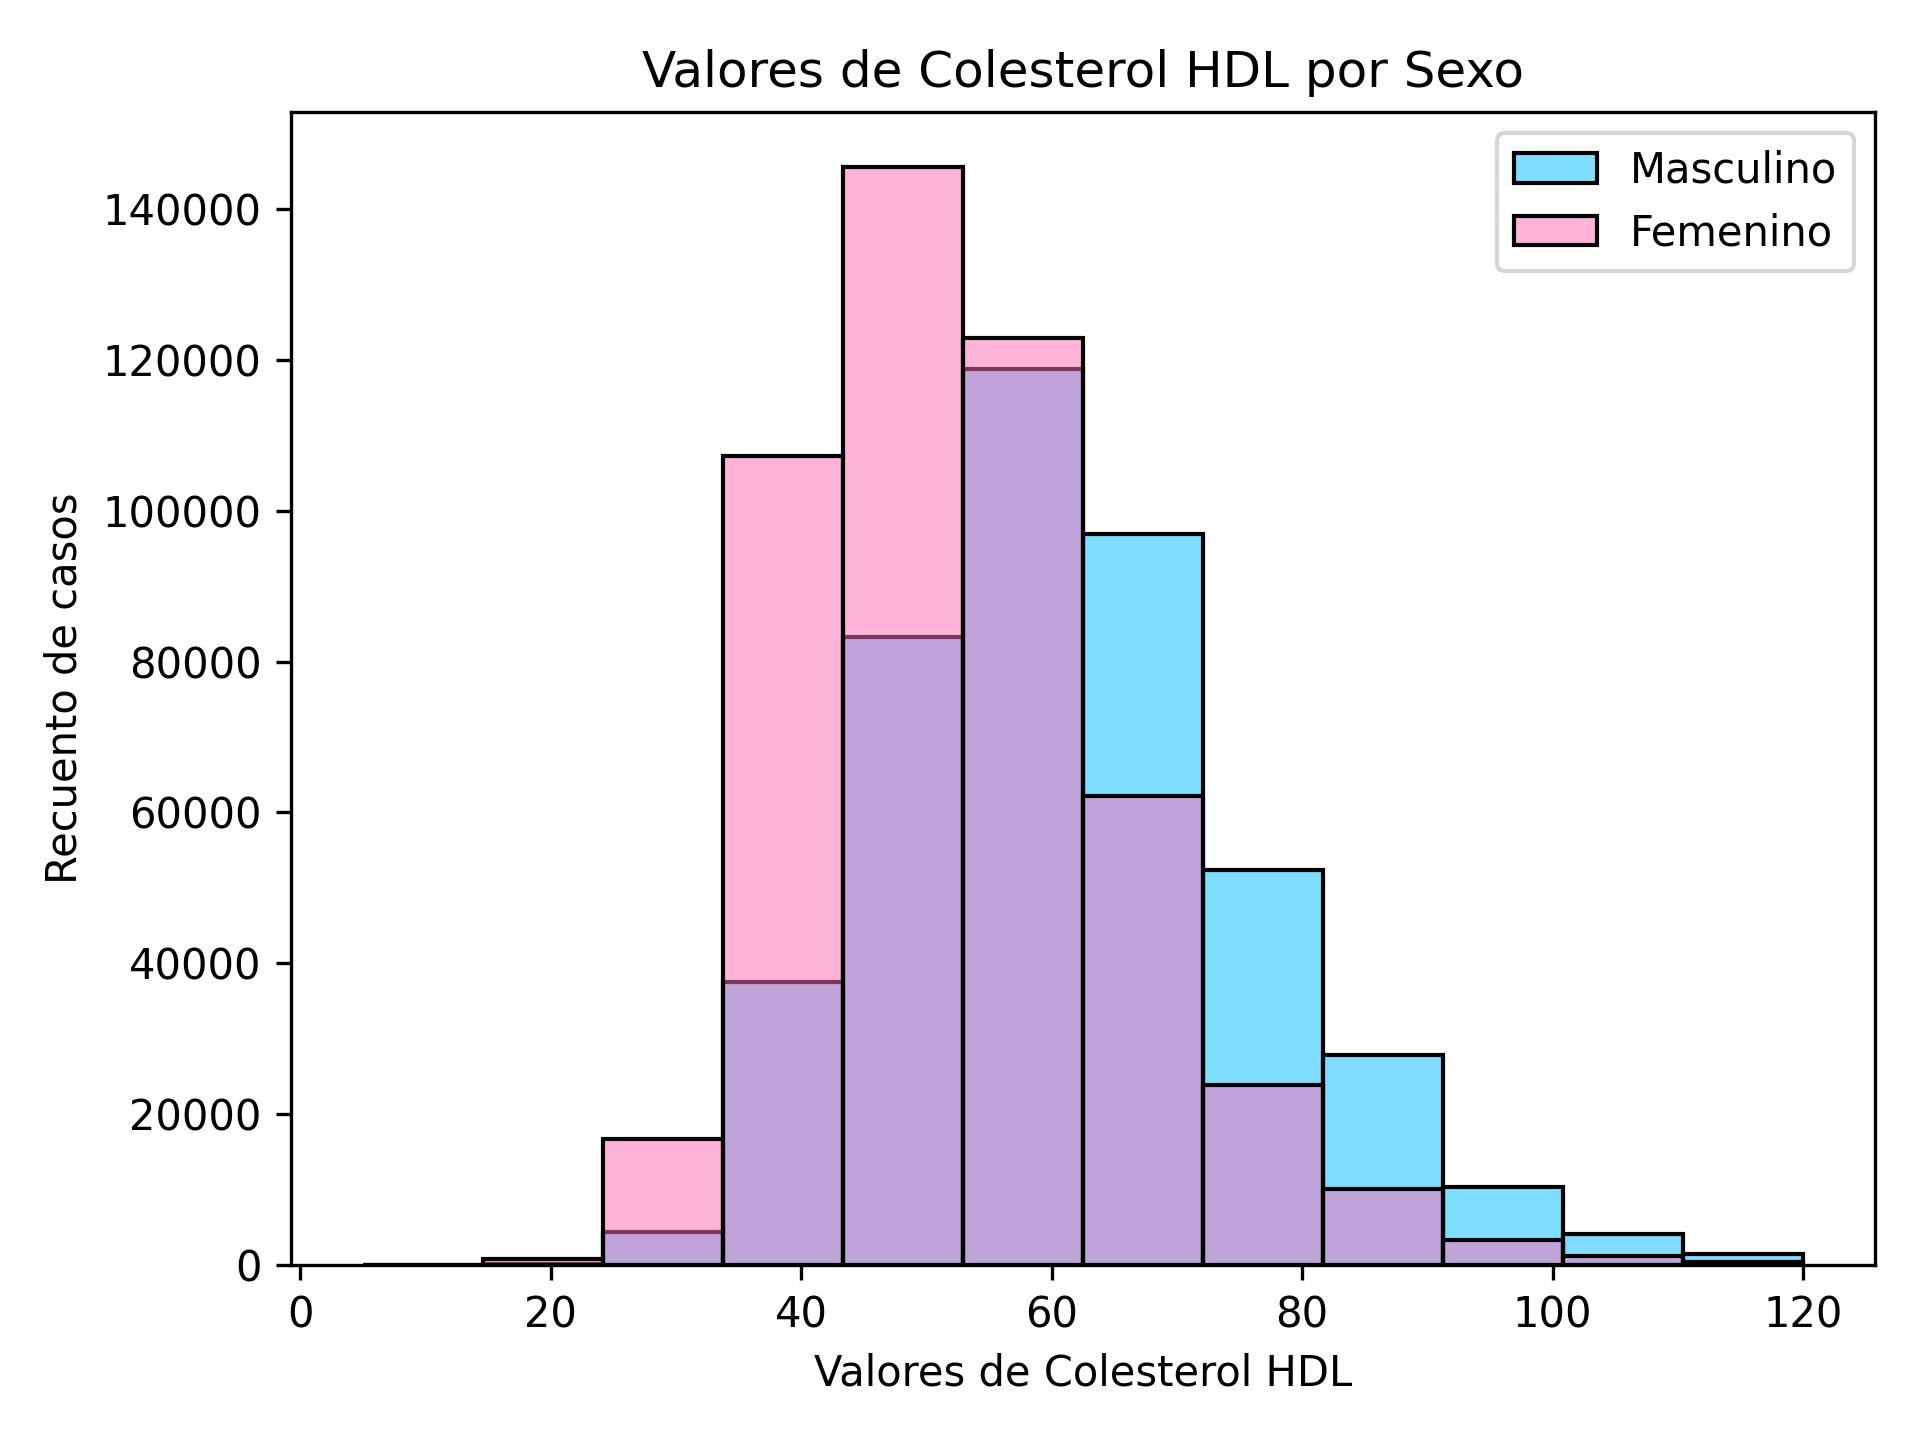 Valores de Colesterol HDL por Sexo
Masculino
Femenino
140000
120000
100000
80000
60000
40000
20000
0
Recuento de casos
0 20 40 60 80 100 120
Valores de Colesterol HDL